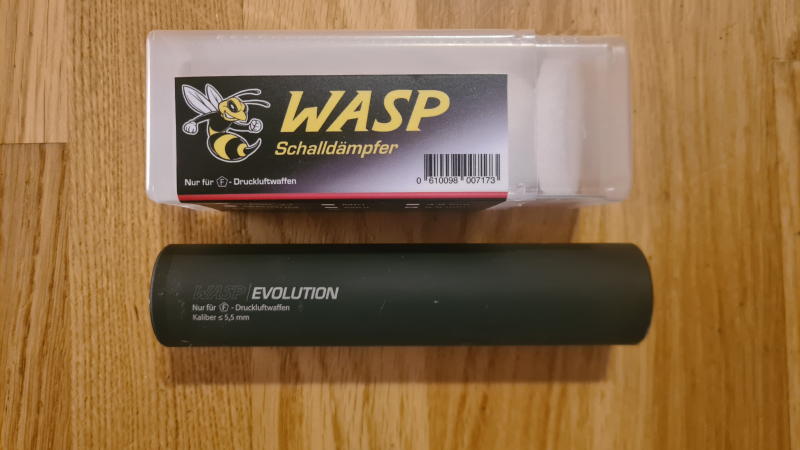 WASP
Schalldämpfer
Nur für F - Druckluftwaffen
0 610098 007173
WASP|EVOLUTION
Nur für F - Druckluftwaffen
Kaliber ≤ 5,5 mm